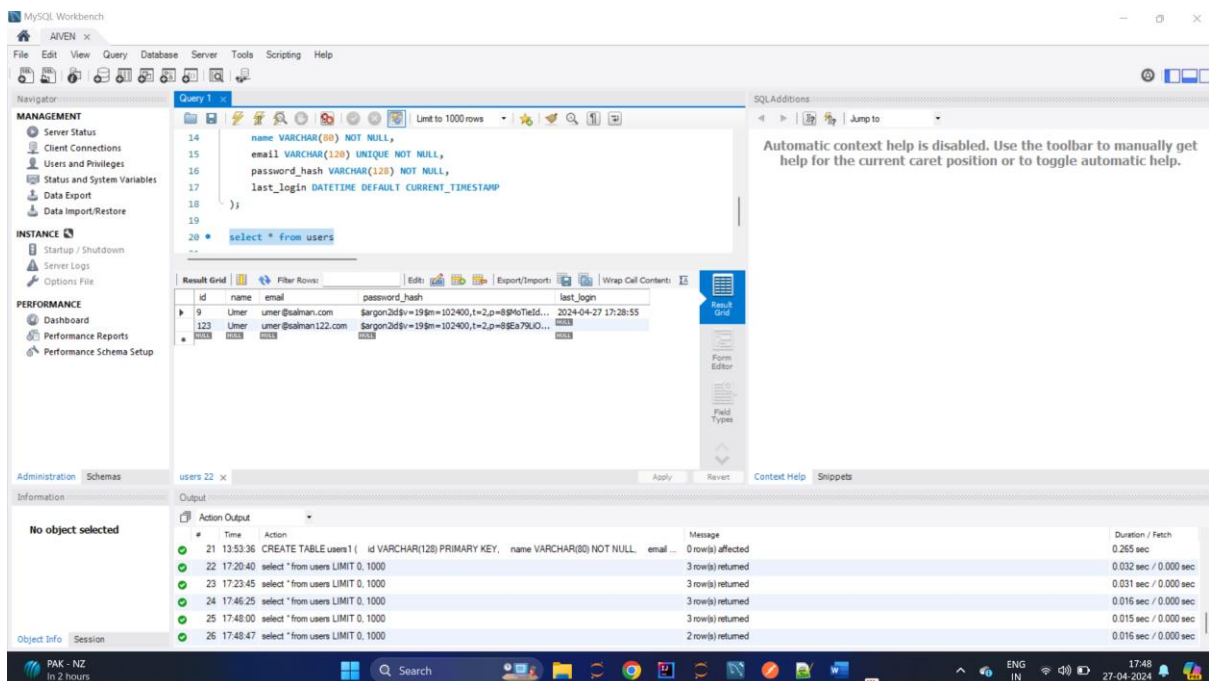 MySQL Workbench
AIVEN ×
File Edit View Query Database Server Tools Scripting Help
Navigator
MANAGEMENT
Server Status
Client Connections
Users and Privileges
Status and System Variables
Data Export
Data Import/Restore
INSTANCE
Startup / Shutdown
Server Logs
Options File
PERFORMANCE
Dashboard
Performance Reports
Performance Schema Setup
Administration Schemas
Information
No object selected
Object Info Session
Query 1 ×
Limit to 1000 rows
14 name VARCHAR(80) NOT NULL,
15 email VARCHAR(120) UNIQUE NOT NULL,
16 password_hash VARCHAR(128) NOT NULL,
17 last_login DATETIME DEFAULT CURRENT_TIMESTAMP
18 );
19
20 select * from users
Result Grid Filter Rows: Edit: Export/Import: Wrap Cell Content:
id name email password_hash last_login
9 Umer umer@salman.com $argon2id$v=19$m=102400,t=2,p=8$MoTieId... 2024-04-27 17:28:55
123 Umer umer@salman122.com $argon2id$v=19$m=102400,t=2,p=8$Ea79LiO... NULL
NULL NULL NULL NULL NULL
Result
Grid
Form
Editor
Field
Types
users 22 ×
Apply Revert
SQLAdditions
Jump to
Automatic context help is disabled. Use the toolbar to manually get
help for the current caret position or to toggle automatic help.
Context Help Snippets
Output
Action Output
# Time Action Message Duration / Fetch
21 13:53:36 CREATE TABLE users1 ( id VARCHAR(128) PRIMARY KEY, name VARCHAR(80) NOT NULL, email ... 0 row(s) affected 0.265 sec
22 17:20:40 select * from users LIMIT 0, 1000 3 row(s) returned 0.032 sec / 0.000 sec
23 17:23:45 select * from users LIMIT 0, 1000 3 row(s) returned 0.031 sec / 0.000 sec
24 17:46:25 select * from users LIMIT 0, 1000 3 row(s) returned 0.016 sec / 0.000 sec
25 17:48:00 select * from users LIMIT 0, 1000 3 row(s) returned 0.015 sec / 0.000 sec
26 17:48:47 select * from users LIMIT 0, 1000 2 row(s) returned 0.016 sec / 0.000 sec
PAK - NZ
In 2 hours
Search
ENG
IN
17:48
27-04-2024